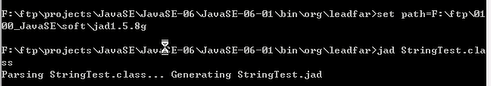 F:\ftp\projects\JavaSE\JavaSE-06\JavaSE-06-01\bin\org\leadfar>set path=F:\ftp\01
00_JavaSE\soft\jad1.5.8g
F:\ftp\projects\JavaSE\JavaSE-06\JavaSE-06-01\bin\org\leadfar>jad StringTest.cla
ss
Parsing StringTest.class... Generating StringTest.jad